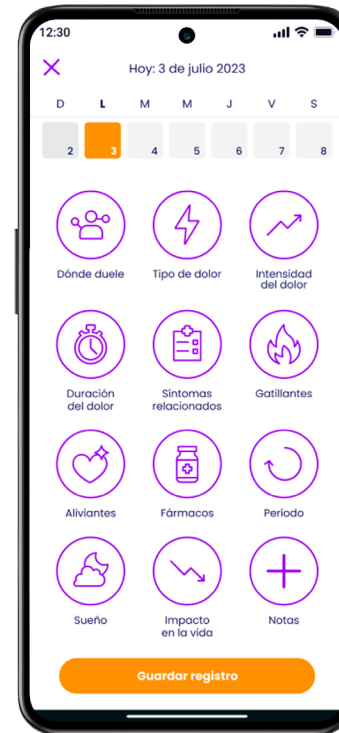 12:30
Hoy: 3 de julio 2023
D L M M J V S
2 3 4 5 6 7 8
Dónde duele
Tipo de dolor
Intensidad
del dolor
Duración
del dolor
Síntomas
relacionados
Gatillantes
Aliviantes
Fármacos
Período
Sueño
Impacto
en la vida
Notas
Guardar registro